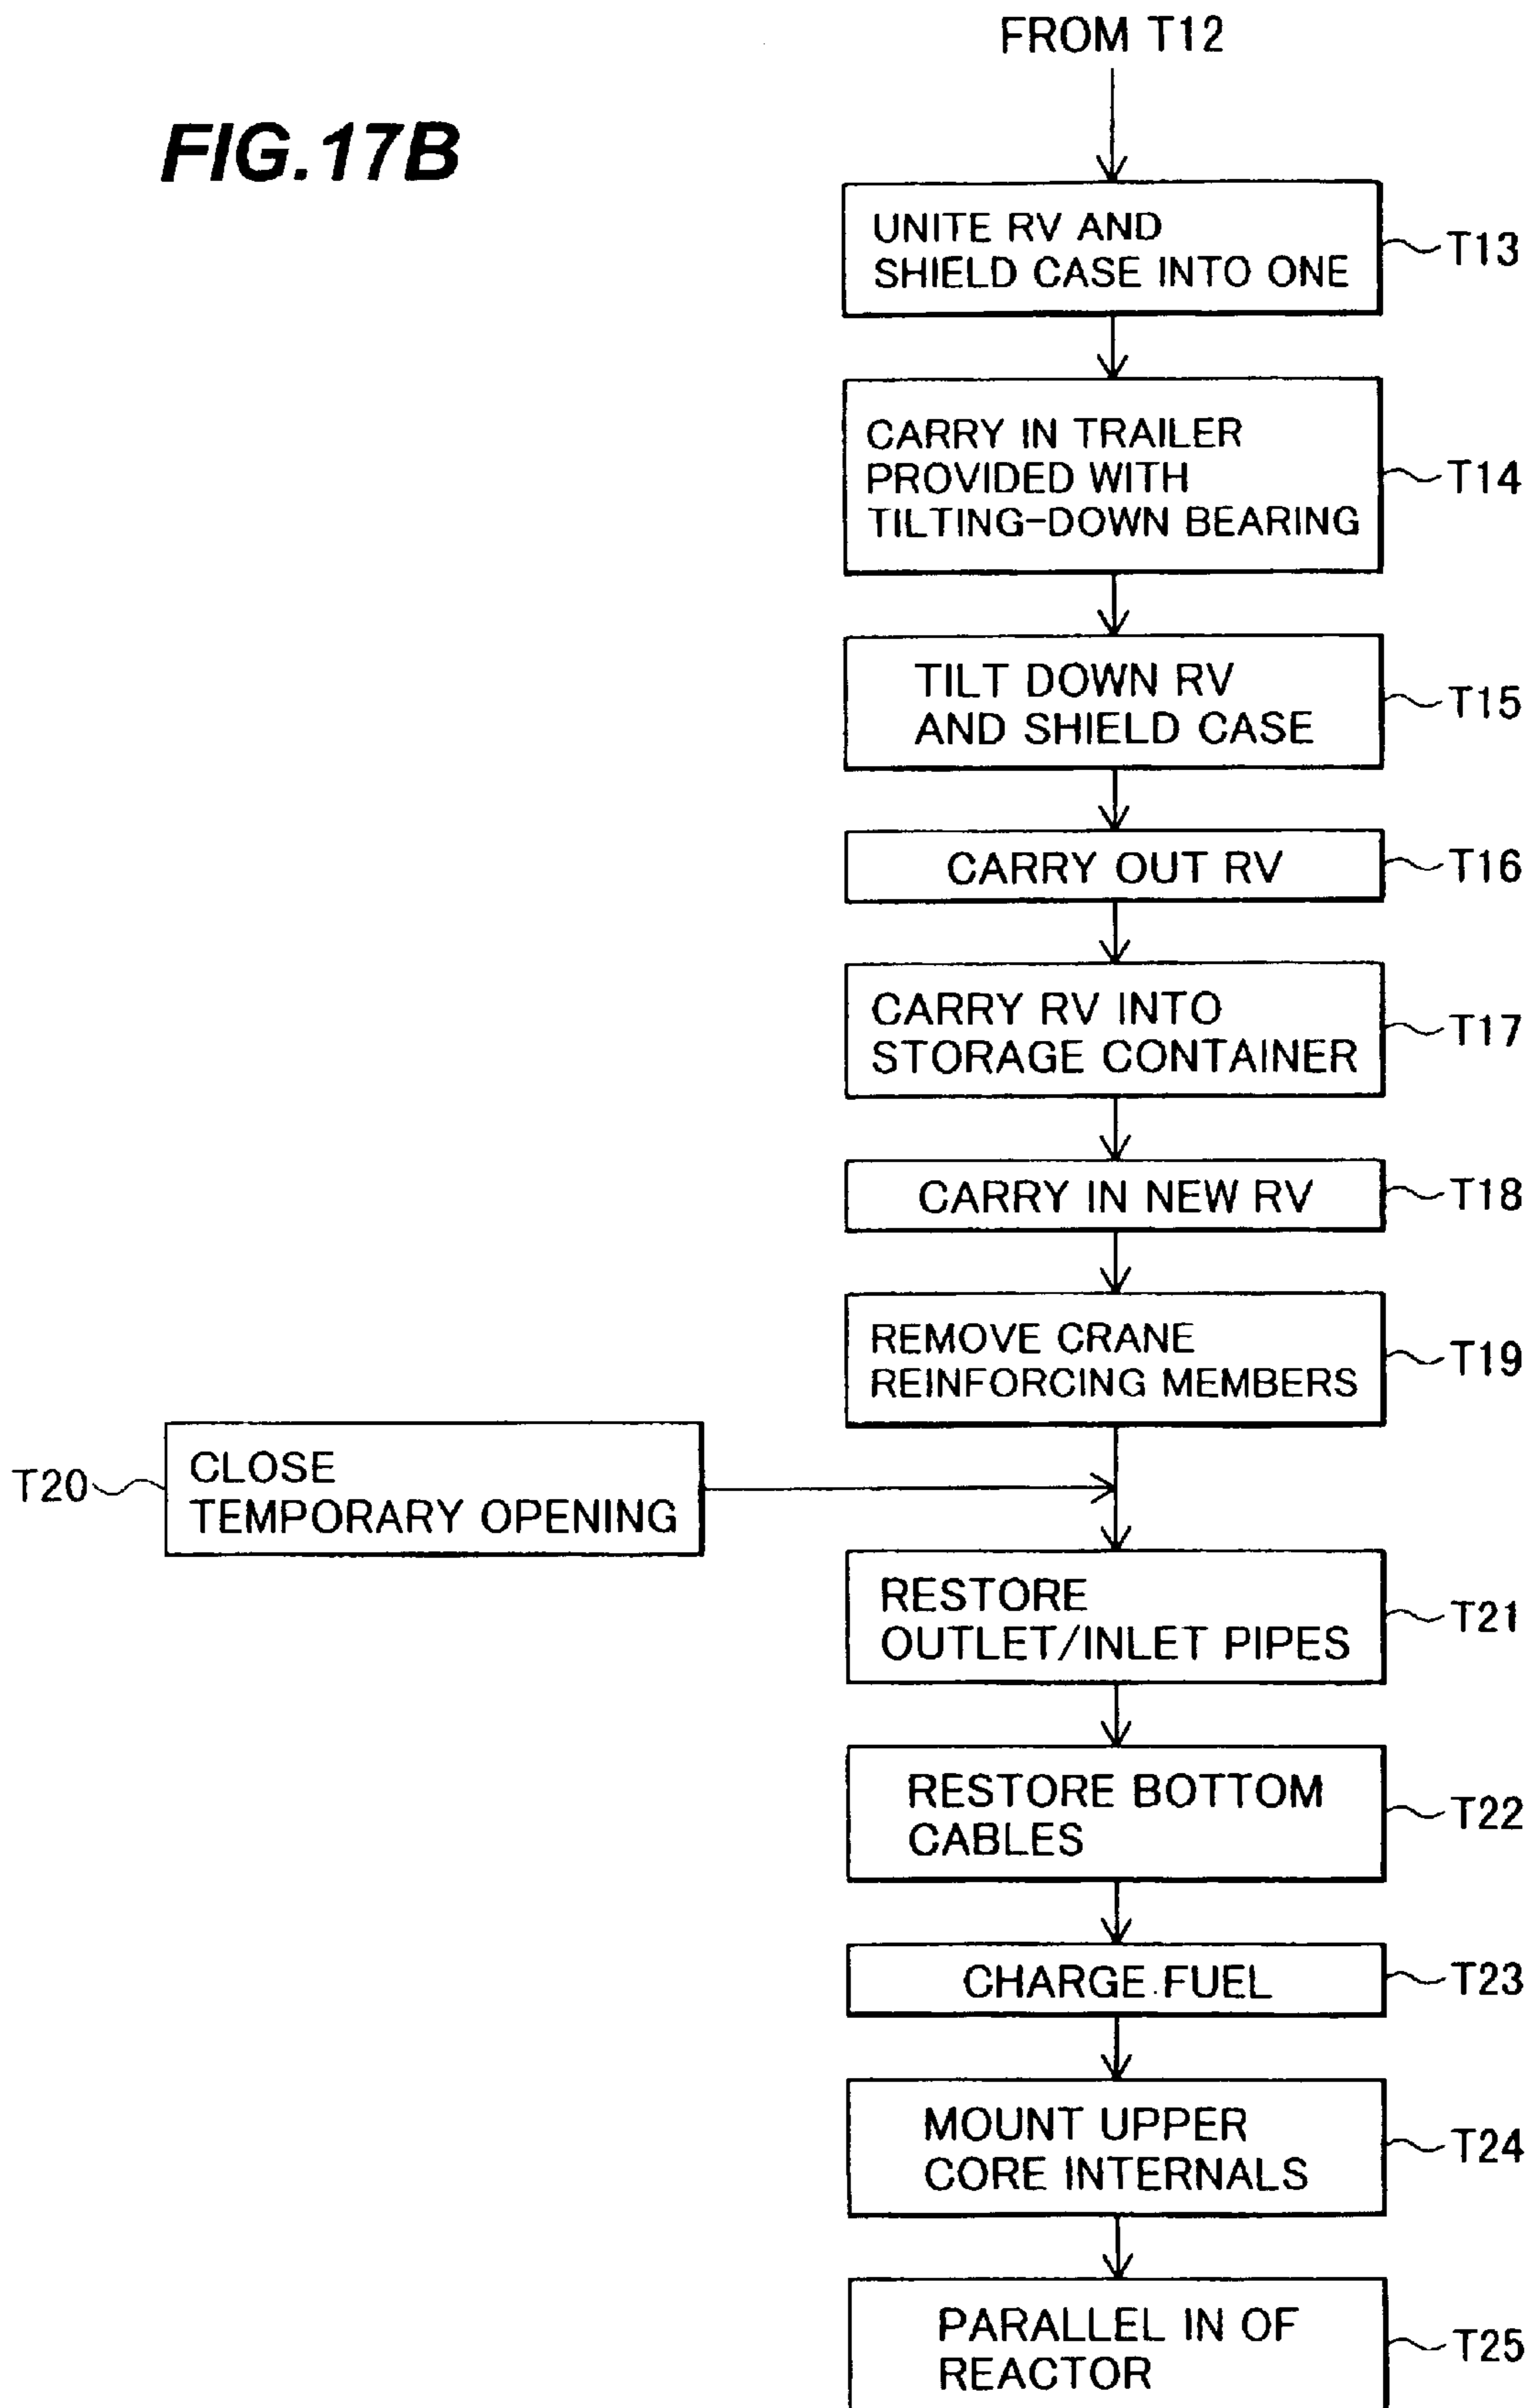 FROM T12
FIG.17B
UNITE RV AND
SHIELD CASE INTO ONE
T13
CARRY IN TRAILER
PROVIDED WITH
TILTING-DOWN BEARING
T14
TILT DOWN RV
AND SHIELD CASE
T15
CARRY OUT RV
T16
CARRY RV INTO
STORAGE CONTAINER
T17
CARRY IN NEW RV
T18
REMOVE CRANE
REINFORCING MEMBERS
T19
T20
CLOSE
TEMPORARY OPENING
RESTORE
OUTLET/INLET PIPES
T21
RESTORE BOTTOM
CABLES
T22
CHARGE FUEL
T23
MOUNT UPPER
CORE INTERNALS
T24
PARALLEL IN OF
REACTOR
T25